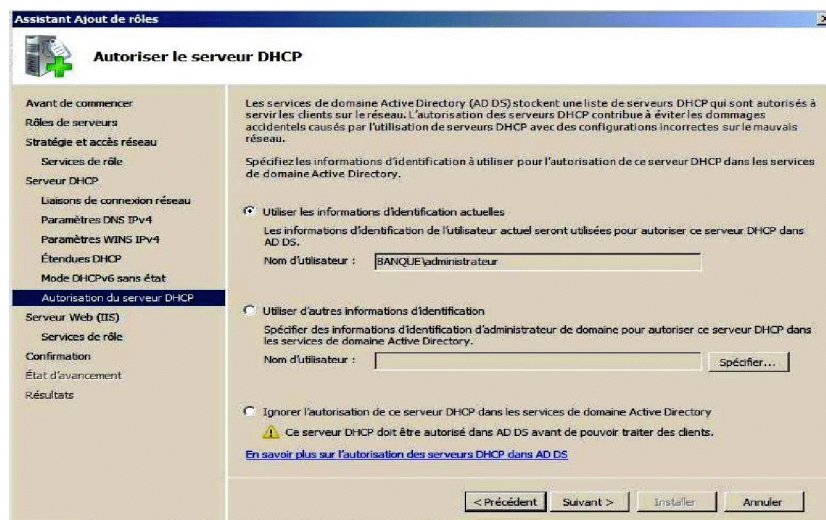 Assistant Ajout de rôles
Autoriser le serveur DHCP
Avant de commencer
Rôles de serveurs
Stratégie et accès réseau
Services de rôle
Serveur DHCP
Liaisons de connexion réseau
Paramètres DNS IPv4
Paramètres WINS IPv4
Étendues DHCP
Mode DHCPv6 sans état
Autorisation du serveur DHCP
Serveur Web (IIS)
Services de rôle
Confirmation
État d'avancement
Résultats
Les services de domaine Active Directory (AD DS) stockent une liste de serveurs DHCP qui sont autorisés à
servir les clients sur le réseau. L'autorisation des serveurs DHCP contribue à éviter les dommages
accidentels causés par l'utilisation de serveurs DHCP avec des configurations incorrectes sur le mauvais
réseau.
Spécifiez les informations d'identification à utiliser pour l'autorisation de ce serveur DHCP dans les services
de domaine Active Directory.
Utiliser les informations d'identification actuelles
Les informations d'identification de l'utilisateur actuel seront utilisées pour autoriser ce serveur DHCP dans
AD DS.
Nom d'utilisateur : BANQUE\administrateur
Utiliser d'autres informations d'identification
Spécifier des informations d'identification d'administrateur de domaine pour autoriser ce serveur DHCP dans
les services de domaine Active Directory.
Nom d'utilisateur : Spécifier...
Ignorer l'autorisation de ce serveur DHCP dans les services de domaine Active Directory
Ce serveur DHCP doit être autorisé dans AD DS avant de pouvoir traiter des clients.
En savoir plus sur l'autorisation des serveurs DHCP dans AD DS
< Précédent Suivant > Installer Annuler